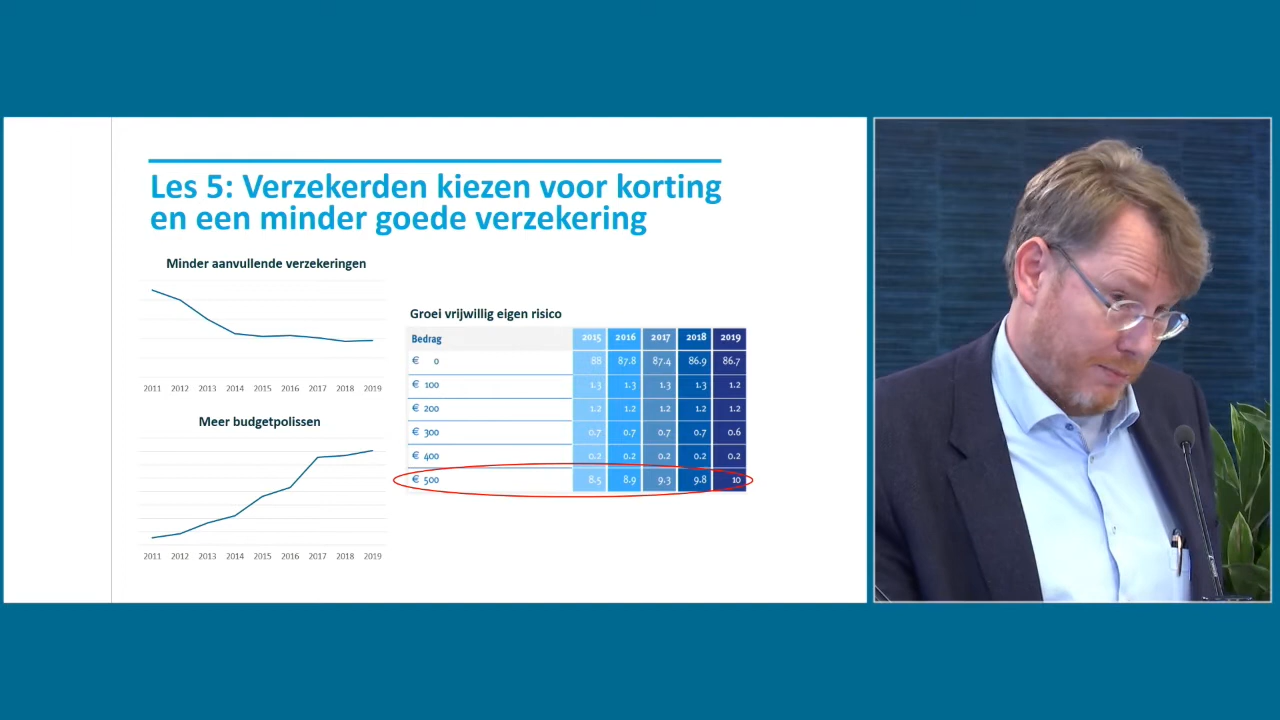 Les 5: Verzekerden kiezen voor korting
en een minder goede verzekering
Minder aanvullende verzekeringen
2011 2012 2013 2014 2015 2016 2017 2018 2019
Meer budgetpolissen
2011 2012 2013 2014 2015 2016 2017 2018 2019
Groei vrijwillig eigen risico
Bedrag 2015 2016 2017 2018 2019
€ 0 88 87.8 87.4 86.9 86.7
€ 100 1.3 1.3 1.3 1.3 1.2
€ 200 1.2 1.2 1.2 1.2 1.2
€ 300 0.7 0.7 0.7 0.7 0.6
€ 400 0.2 0.2 0.2 0.2 0.2
€ 500 8.5 8.9 9.3 9.8 10